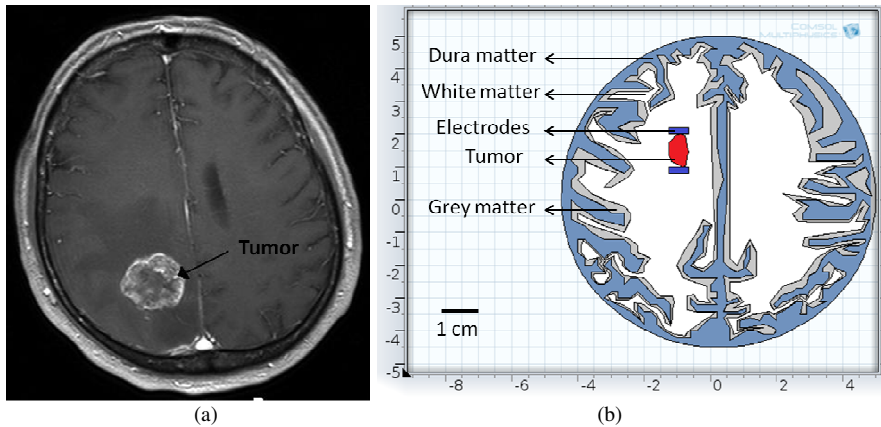 Tumor
(a)
COMSOL
MULTIPHYSICS
Dura matter
White matter
Electrodes
Tumor
Grey matter
1 cm
5
4
3
2
1
0
-1
-2
-3
-4
-5
-8 -6 -4 -2 0 2 4
(b)